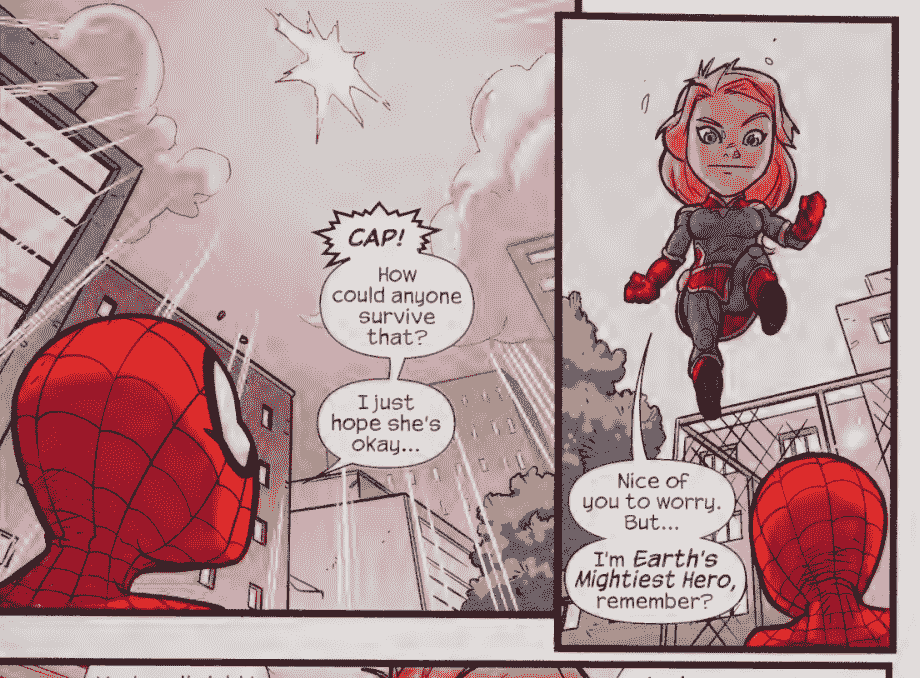 CAP!
How
could anyone
survive
that?
I just
hope she's
okay...
Nice of
you to worry.
But...
I'm Earth's
Mightiest Hero,
remember?